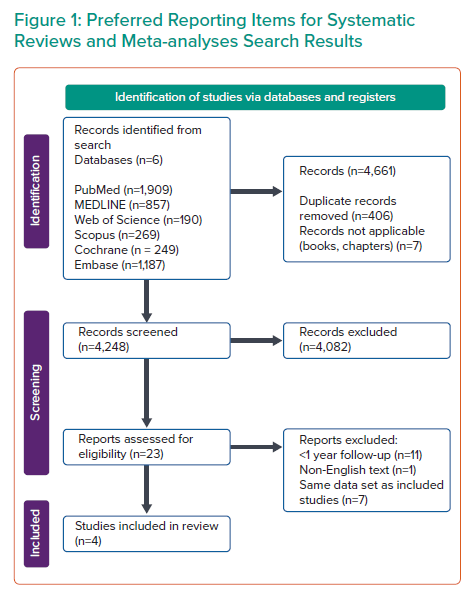 Figure 1: Preferred Reporting Items for Systematic
Reviews and Meta-analyses Search Results
Identification of studies via databases and registers
Identification
Records identified from
search
Databases (n=6)
PubMed (n=1,909)
MEDLINE (n=857)
Web of Science (n=190)
Scopus (n=269)
Cochrane (n = 249)
Embase (n=1,187)
Records (n=4,661)
Duplicate records
removed (n=406)
Records not applicable
(books, chapters) (n=7)
Screening
Records screened
(n=4,248)
Records excluded
(n=4,082)
Reports assessed for
eligibility (n=23)
Reports excluded:
<1 year follow-up (n=11)
Non-English text (n=1)
Same data set as included
studies (n=7)
Included
Studies included in review
(n=4)